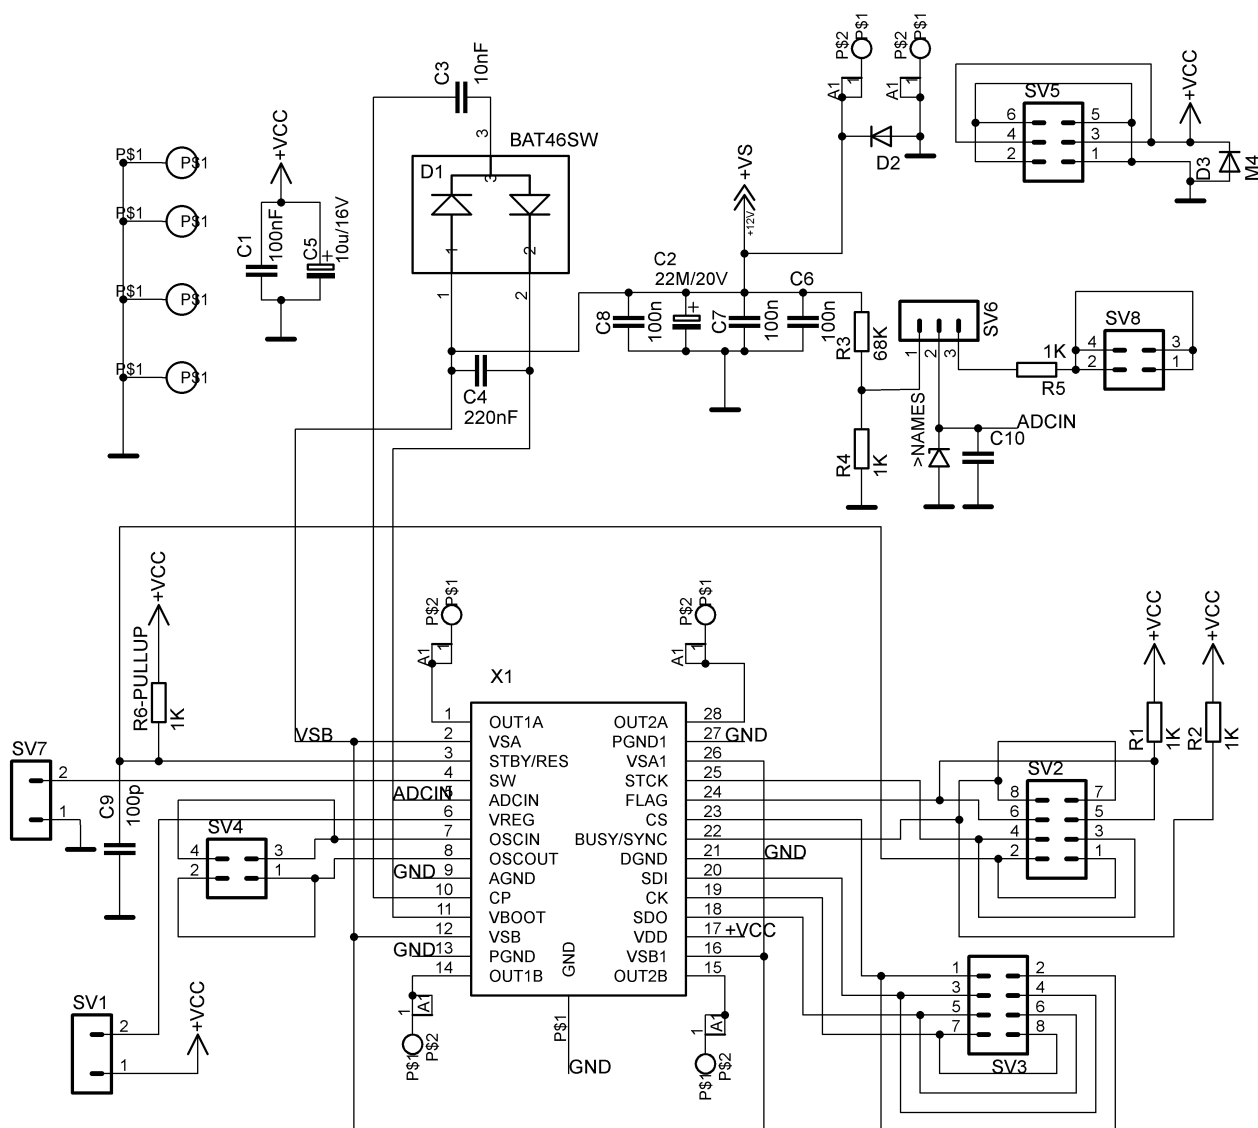 P$2 P$1 P$2 P$1
A1 1 A1 1
C3 10nF
3
BAT46SW
D1
3
1 2
1 2
+VCC
C1 100nF
C5 10u/16V
+
P$1 P$1
P$1 P$1
P$1 P$1
P$1 P$1
C4
220nF
+VS
+12V
D2
C2
22M/20V
+
C8 100n
C7 100n
C6
100n
R3 68K
R4 1K
SV5
6 5
4 3
2 1
+VCC
D3 M4
SV6
1 2 3
>NAMES
ADCIN
C10
1K
R5
SV8
4 3
2 1
+VCC
R6-PULLUP
1K
SV7
2
1
C9 100p
SV4
4 3
2 1
SV1
2
1
+VCC
P$2 P$1
A1 1
P$2 P$1
A1 1
X1
VSB
ADCIN
GND
GND
1 OUT1A OUT2A 28
2 VSA PGND1 27 GND
3 STBY/RES VSA1 26
4 SW STCK 25
5 ADCIN FLAG 24
6 VREG CS 23
7 OSCIN BUSY/SYNC 22
8 OSCOUT DGND 21 GND
9 AGND SDI 20
10 CP CK 19
11 VBOOT SDO 18
12 VSB VDD 17 +VCC
13 PGND VSB1 16
14 OUT1B OUT2B 15
GND
P$1
GND
1 A1
P$1 P$2
1 A1
P$1 P$2
+VCC +VCC
R1 1K
R2 1K
SV2
8 7
6 5
4 3
2 1
1 2
3 4
5 6
7 8
SV3